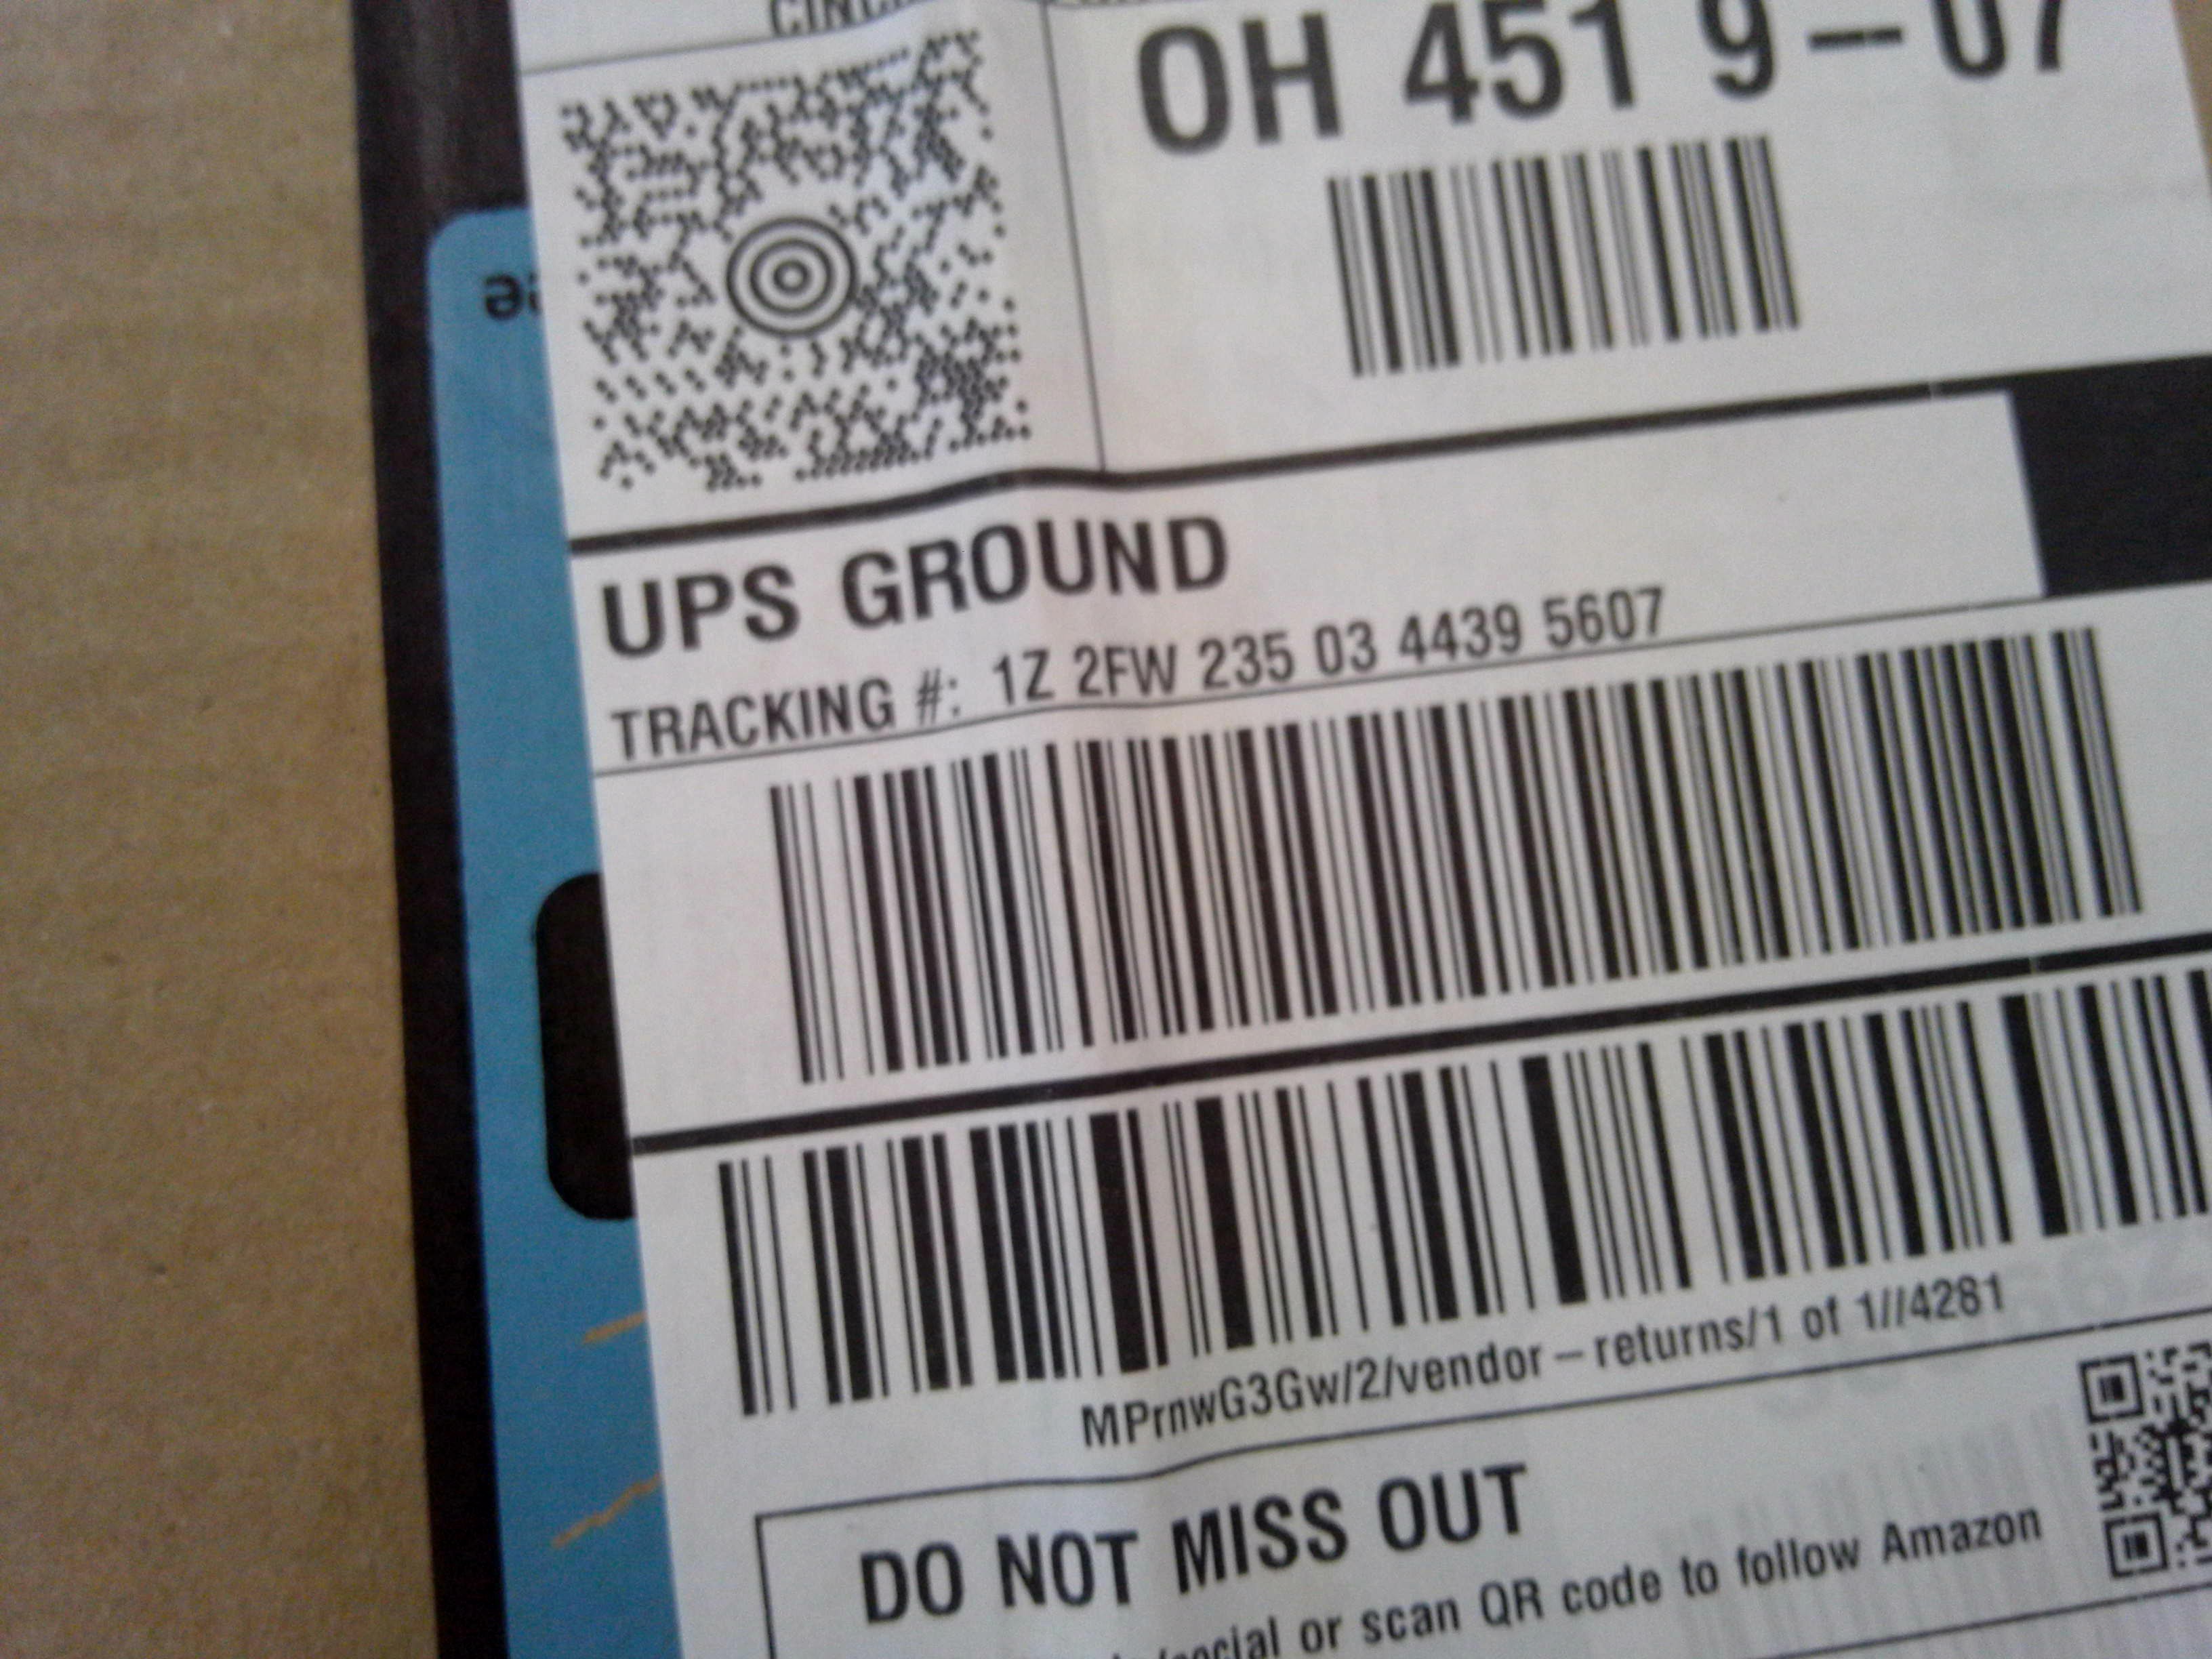 OH 451 9-07
UPS GROUND
TRACKING #: 1Z 2FW 235 03 4439 5607
MPrnwG3Gw/2/vendor-returns/1 of 1//4281
DO NOT MISS OUT
or scan QR code to follow Amazon